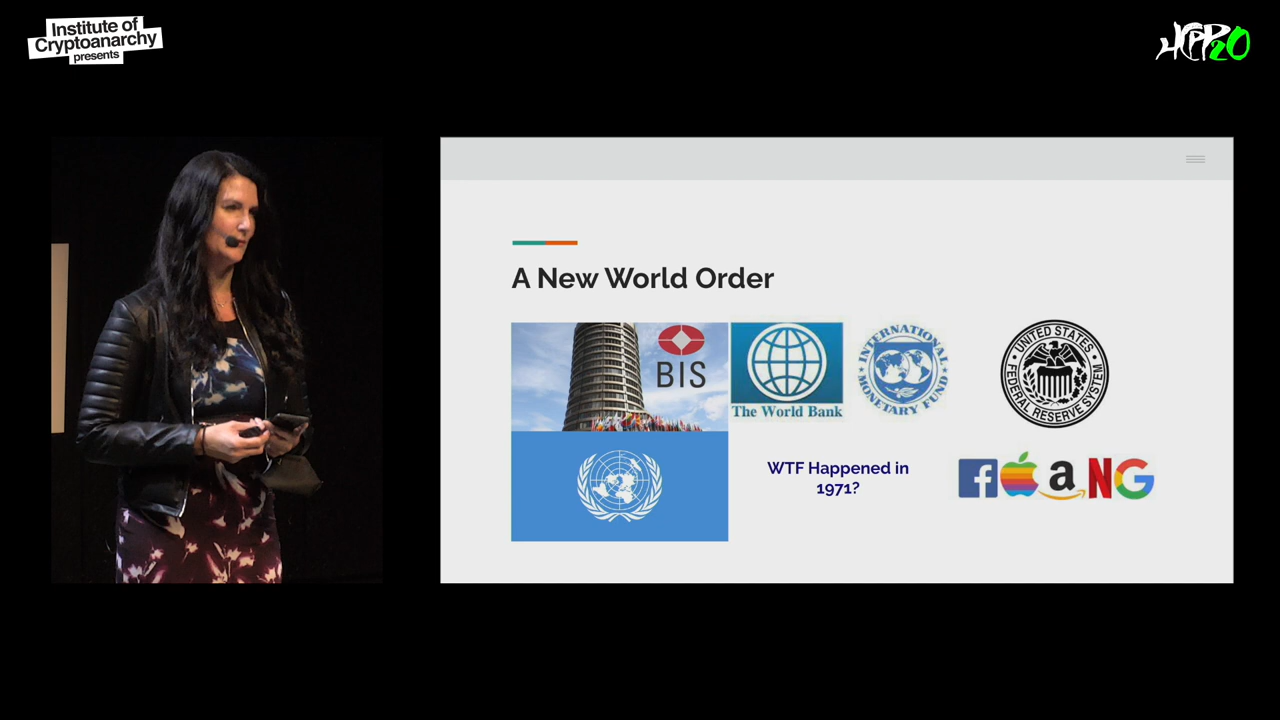 Institute of
Cryptoanarchy
presents
HCPP20
A New World Order
BIS
The World Bank
INTERNATIONAL
MONETARY FUND
UNITED STATES
FEDERAL RESERVE SYSTEM
WTF Happened in
1971?
f a N G